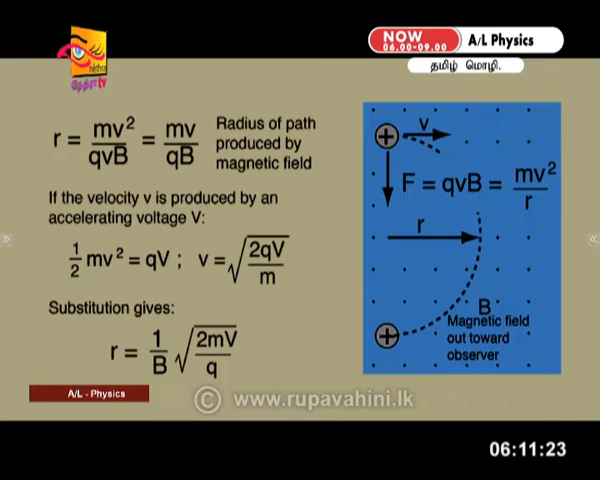 NOW
06.00-09.00
A/L Physics
தமிழ் மொழி.
nethra
நேத்ரா tv
r = mv²/qvB = mv/qB
Radius of path
produced by
magnetic field
If the velocity v is produced by an
accelerating voltage V:
1/2 mv² = qV ; v = √(2qV/m)
Substitution gives:
r = 1/B √(2mV/q)
v
F = qvB = mv²/r
r
B
Magnetic field
out toward
observer
A/L - Physics
© www.rupavahini.lk
06:11:23